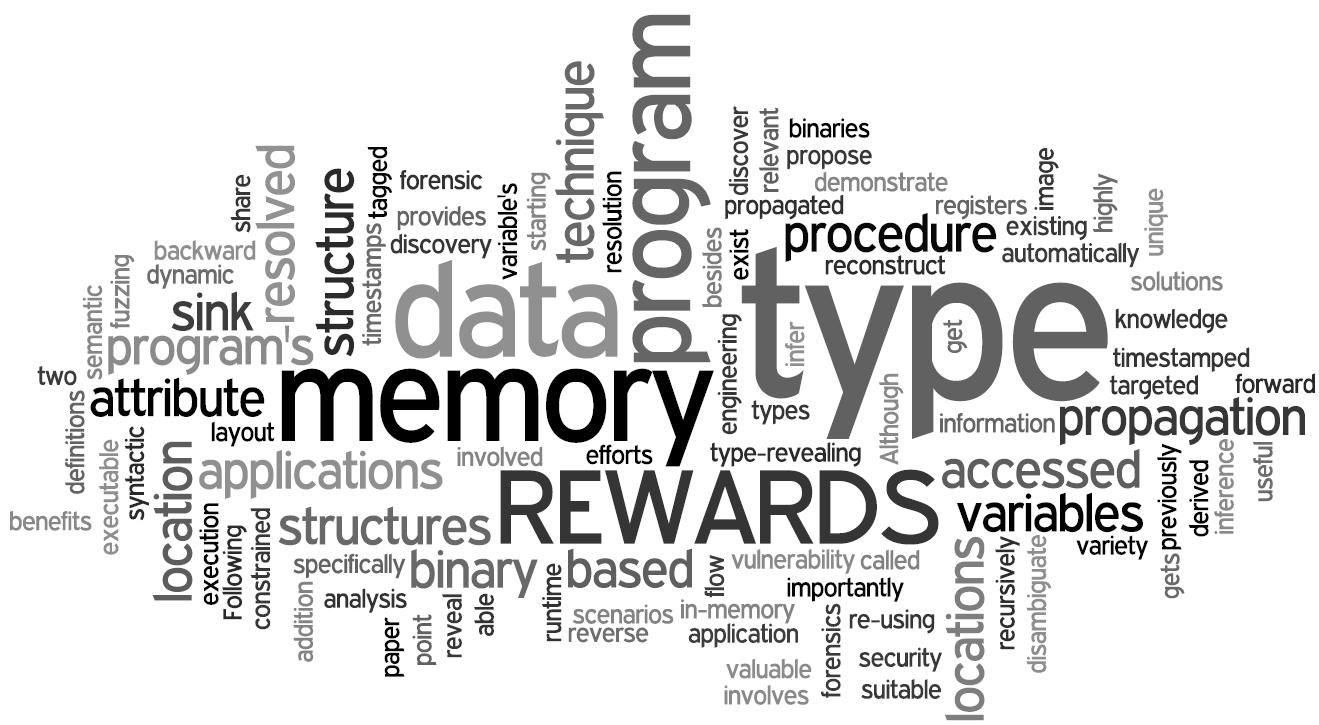 program
technique
discover
relevant
binaries
propose
demonstrate
share
resolved
structure
tagged
forensic
provides
discovery
variable's
starting
resolution
propagated
registers
image
highly
unique
backward
dynamic
timestamps
besides
exist
procedure
existing
automatically
reconstruct
solutions
semantic
fuzzing
sink
program's
data
type
engineering
infer
get
knowledge
timestamped
two
attribute
memory
types
Although
targeted
forward
information
propagation
definitions
layout
executable
syntactic
location
applications
involved
efforts
type-revealing
accessed
previously
derived
inference
useful
benefits
execution
Following
constrained
structures
REWARDS
variables
variety
gets
specifically
binary
based
flow
vulnerability
called
importantly
locations
recursively
disambiguate
addition
analysis
paper
point
reveal
able
runtime
scenarios
in-memory
reverse
application
forensics
re-using
security
valuable
involves
suitable